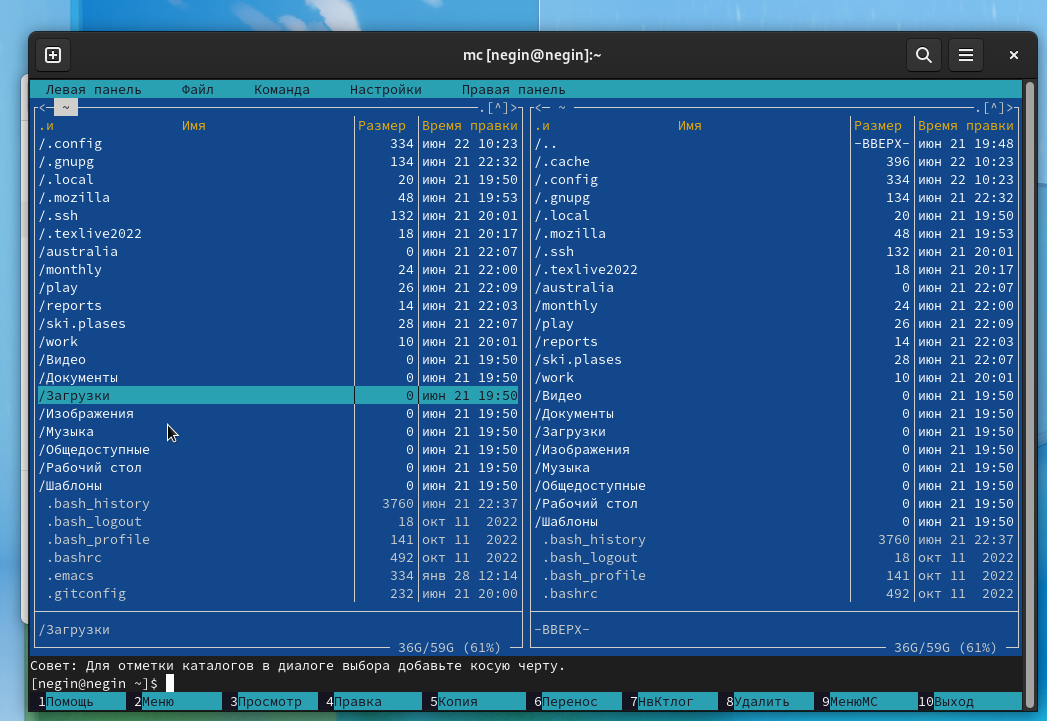 mc [negin@negin]:~
Левая панель Файл Команда Настройки Правая панель
<─ ~ .[^]> <─ ~ .[^]>
.и Имя Размер Время правки .и Имя Размер Время правки
/.config 334 июн 22 10:23 /.. -ВВЕРХ- июн 21 19:48
/.gnupg 134 июн 21 22:32 /.cache 396 июн 22 10:23
/.local 20 июн 21 19:50 /.config 334 июн 22 10:23
/.mozilla 48 июн 21 19:53 /.gnupg 134 июн 21 22:32
/.ssh 132 июн 21 20:01 /.local 20 июн 21 19:50
/.texlive2022 18 июн 21 20:17 /.mozilla 48 июн 21 19:53
/australia 0 июн 21 22:07 /.ssh 132 июн 21 20:01
/monthly 24 июн 21 22:00 /.texlive2022 18 июн 21 20:17
/play 26 июн 21 22:09 /australia 0 июн 21 22:07
/reports 14 июн 21 22:03 /monthly 24 июн 21 22:00
/ski.plases 28 июн 21 22:07 /play 26 июн 21 22:09
/work 10 июн 21 20:01 /reports 14 июн 21 22:03
/Видео 0 июн 21 19:50 /ski.plases 28 июн 21 22:07
/Документы 0 июн 21 19:50 /work 10 июн 21 20:01
/Загрузки 0 июн 21 19:50 /Видео 0 июн 21 19:50
/Изображения 0 июн 21 19:50 /Документы 0 июн 21 19:50
/Музыка 0 июн 21 19:50 /Загрузки 0 июн 21 19:50
/Общедоступные 0 июн 21 19:50 /Изображения 0 июн 21 19:50
/Рабочий стол 0 июн 21 19:50 /Музыка 0 июн 21 19:50
/Шаблоны 0 июн 21 19:50 /Общедоступные 0 июн 21 19:50
.bash_history 3760 июн 21 22:37 /Рабочий стол 0 июн 21 19:50
.bash_logout 18 окт 11 2022 /Шаблоны 0 июн 21 19:50
.bash_profile 141 окт 11 2022 .bash_history 3760 июн 21 22:37
.bashrc 492 окт 11 2022 .bash_logout 18 окт 11 2022
.emacs 334 янв 28 12:14 .bash_profile 141 окт 11 2022
.gitconfig 232 июн 21 20:00 .bashrc 492 окт 11 2022
/Загрузки -ВВЕРХ-
36G/59G (61%) 36G/59G (61%)
Совет: Для отметки каталогов в диалоге выбора добавьте косую черту.
[negin@negin ~]$
1Помощь 2Меню 3Просмотр 4Правка 5Копия 6Перенос 7НвКтлог 8Удалить 9МенюМС 10Выход